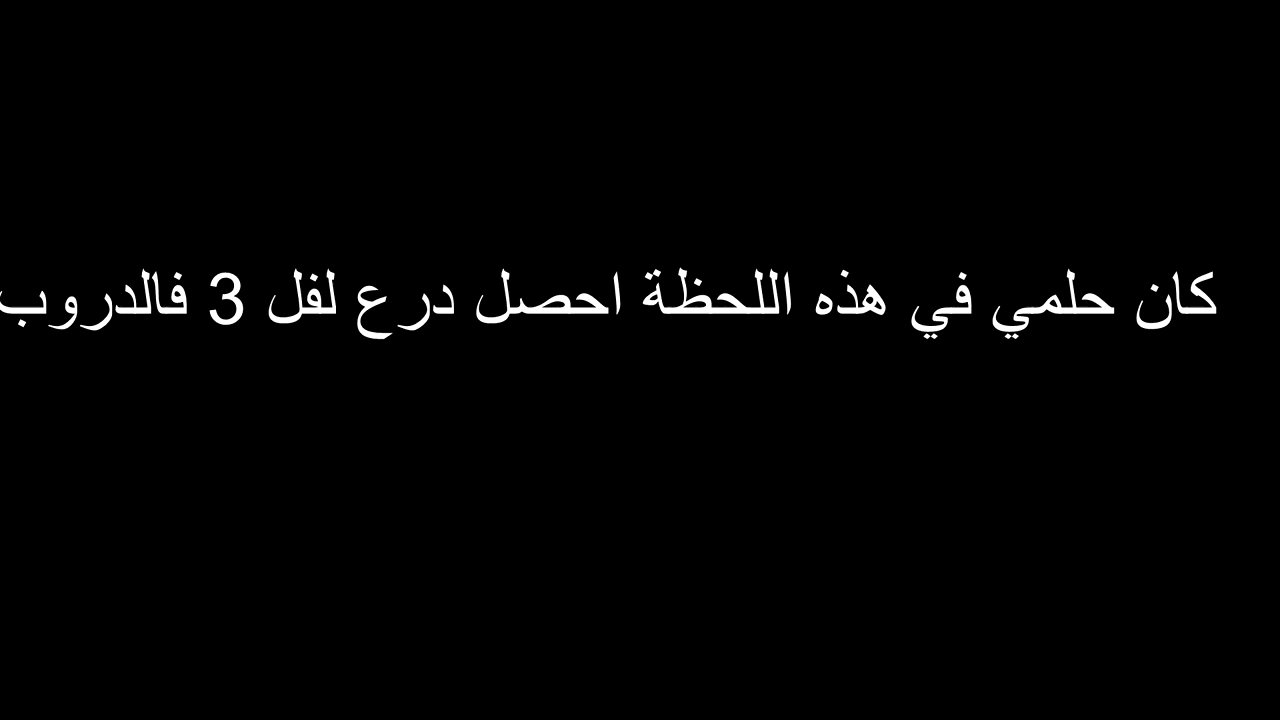 كان حلمي في هذه اللحظة احصل درع لفل 3 فالدروب